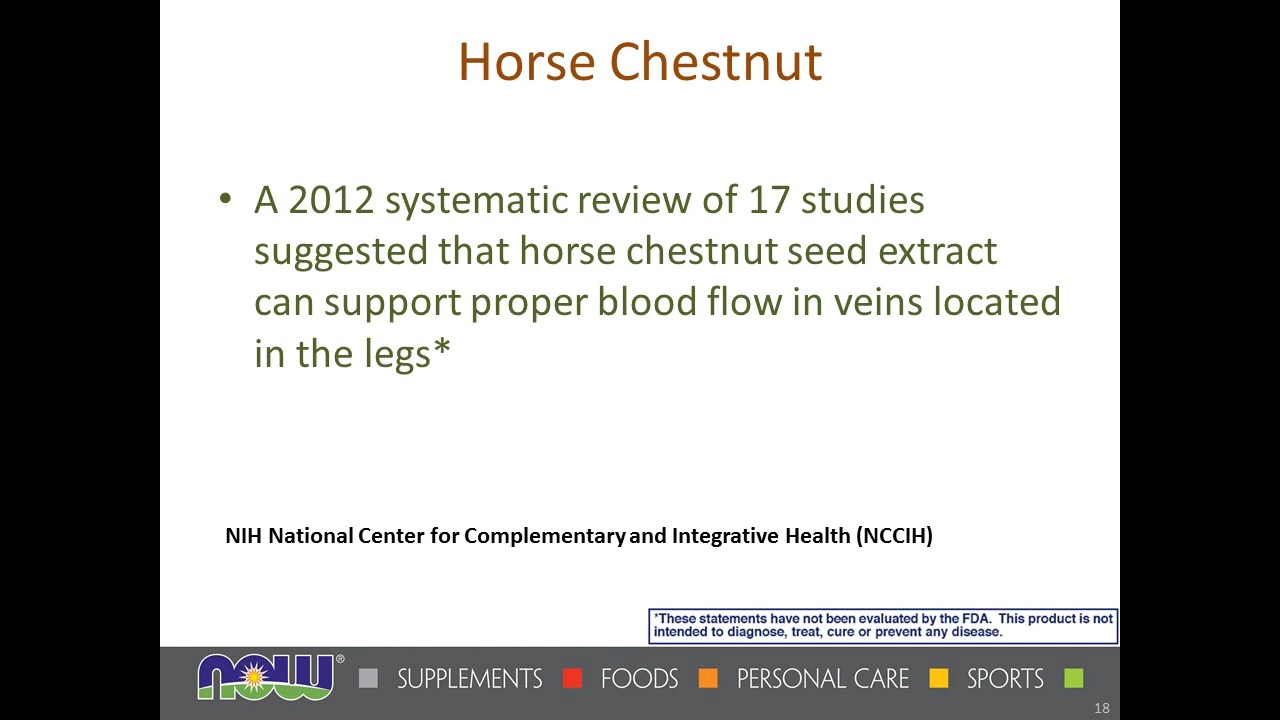 Horse Chestnut
• A 2012 systematic review of 17 studies
suggested that horse chestnut seed extract
can support proper blood flow in veins located
in the legs*
NIH National Center for Complementary and Integrative Health (NCCIH)
*These statements have not been evaluated by the FDA. This product is not
intended to diagnose, treat, cure or prevent any disease.
now® SUPPLEMENTS FOODS PERSONAL CARE SPORTS
18